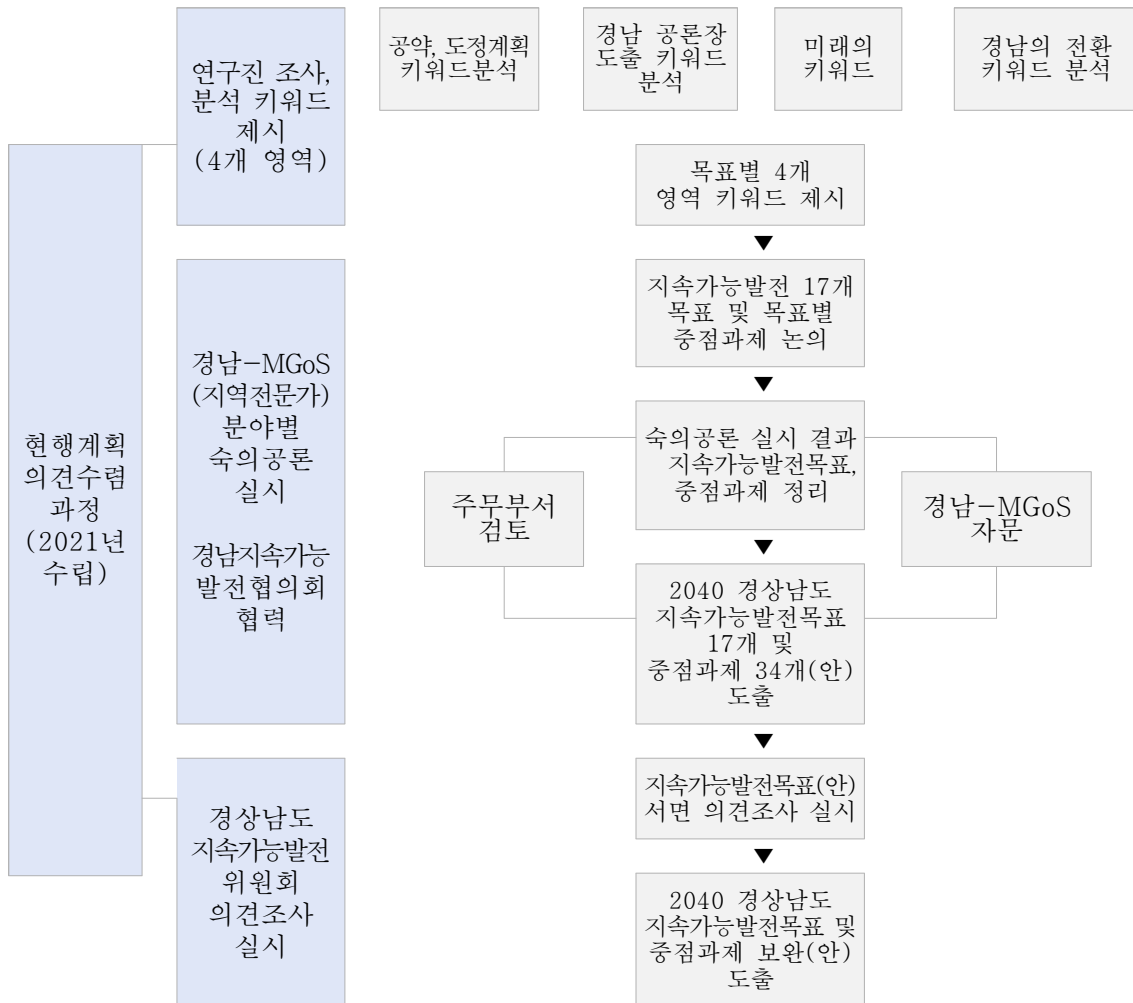 현행계획
의견수렴
과정
(2021년
수립)
연구진 조사,
분석 키워드
제시
(4개 영역)
공약, 도정계획
키워드분석
경남 공론장
도출 키워드
분석
미래의
키워드
경남의 전환
키워드 분석
목표별 4개
영역 키워드 제시
▼
경남-MGoS
(지역전문가)
분야별
숙의공론
실시
경남지속가능
발전협의회
협력
지속가능발전 17개
목표 및 목표별
중점과제 논의
▼
숙의공론 실시 결과
지속가능발전목표,
중점과제 정리
주무부서
검토
경남-MGoS
자문
▼
2040 경상남도
지속가능발전목표
17개 및
중점과제 34개(안)
도출
▼
경상남도
지속가능발전
위원회
의견조사
실시
지속가능발전목표(안)
서면 의견조사 실시
▼
2040 경상남도
지속가능발전목표 및
중점과제 보완(안)
도출